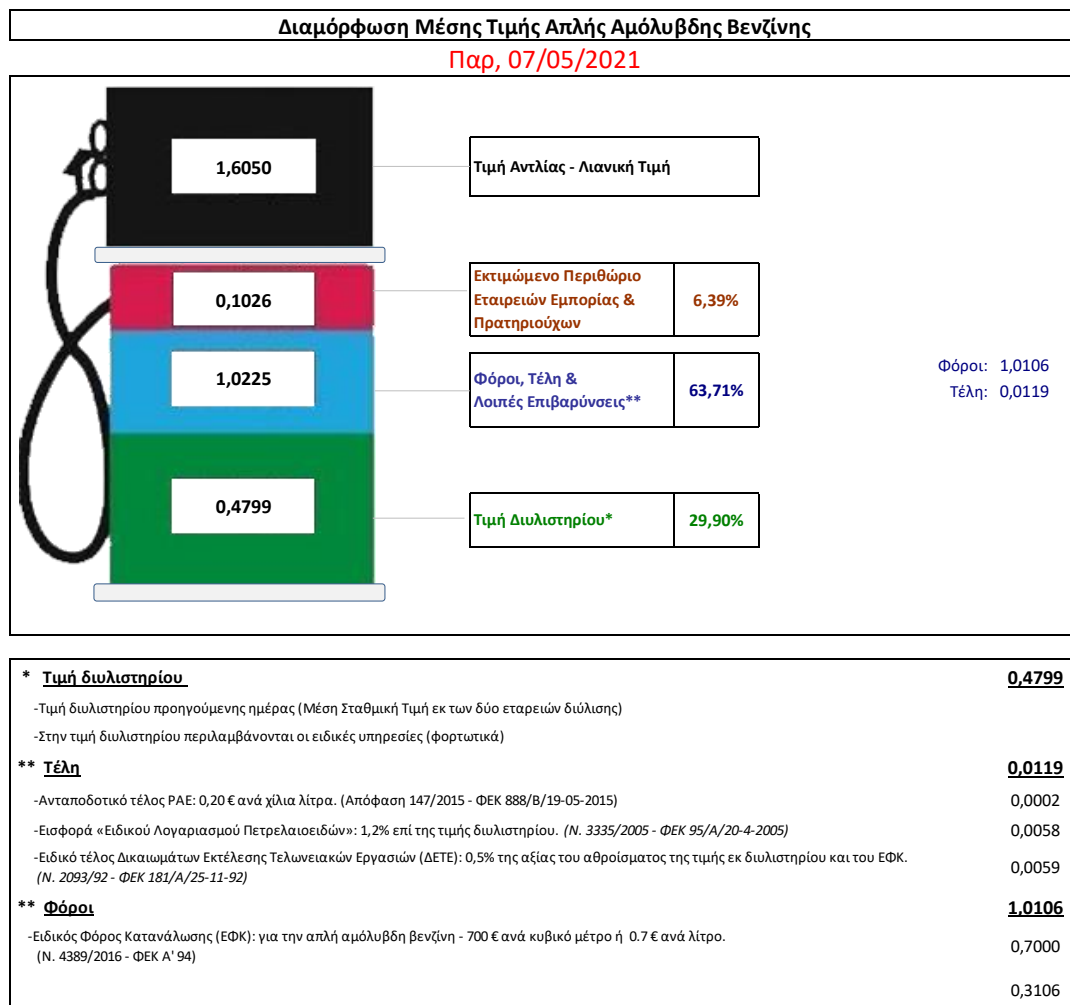 Διαμόρφωση Μέσης Τιμής Απλής Αμόλυβδης Βενζίνης
Παρ, 07/05/2021
1,6050
Τιμή Αντλίας - Λιανική Τιμή
0,1026
Εκτιμώμενο Περιθώριο
Εταιρειών Εμπορίας &
Πρατηριούχων
6,39%
1,0225
Φόροι, Τέλη &
Λοιπές Επιβαρύνσεις**
63,71%
Φόροι: 1,0106
Τέλη: 0,0119
0,4799
Τιμή Διυλιστηρίου*
29,90%
* Τιμή διυλιστηρίου 0,4799
-Τιμή διυλιστηρίου προηγούμενης ημέρας (Μέση Σταθμική Τιμή εκ των δύο εταρειών διύλισης)
-Στην τιμή διυλιστηρίου περιλαμβάνονται οι ειδικές υπηρεσίες (φορτωτικά)
** Τέλη 0,0119
-Ανταποδοτικό τέλος ΡΑΕ: 0,20 € ανά χίλια λίτρα. (Απόφαση 147/2015 - ΦΕΚ 888/Β/19-05-2015) 0,0002
-Εισφορά «Ειδικού Λογαριασμού Πετρελαιοειδών»: 1,2% επί της τιμής διυλιστηρίου. (Ν. 3335/2005 - ΦΕΚ 95/Α/20-4-2005) 0,0058
-Ειδικό τέλος Δικαιωμάτων Εκτέλεσης Τελωνειακών Εργασιών (ΔΕΤΕ): 0,5% της αξίας του αθροίσματος της τιμής εκ διυλιστηρίου και του ΕΦΚ.
(Ν. 2093/92 - ΦΕΚ 181/Α/25-11-92) 0,0059
** Φόροι 1,0106
-Ειδικός Φόρος Κατανάλωσης (ΕΦΚ): για την απλή αμόλυβδη βενζίνη - 700 € ανά κυβικό μέτρο ή 0.7 € ανά λίτρο.
(Ν. 4389/2016 - ΦΕΚ Α' 94) 0,7000
0,3106